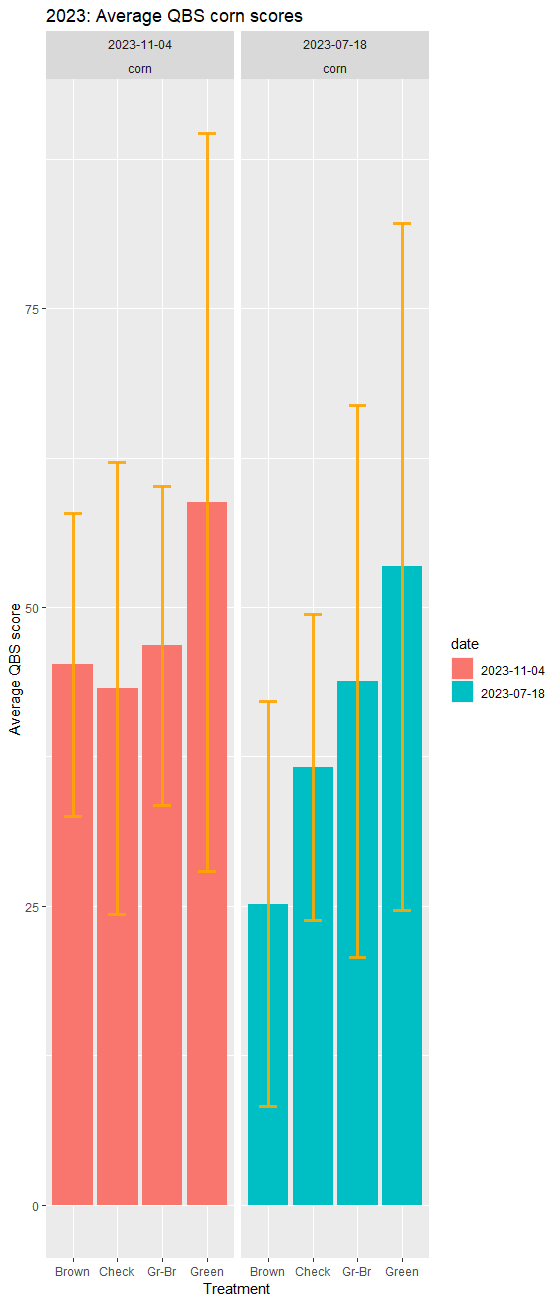 2023: Average QBS corn scores
2023-11-04
2023-07-18
corn
corn
75
50
25
0
Average QBS score
Brown Check Gr-Br Green
Brown Check Gr-Br Green
Treatment
date
2023-11-04
2023-07-18